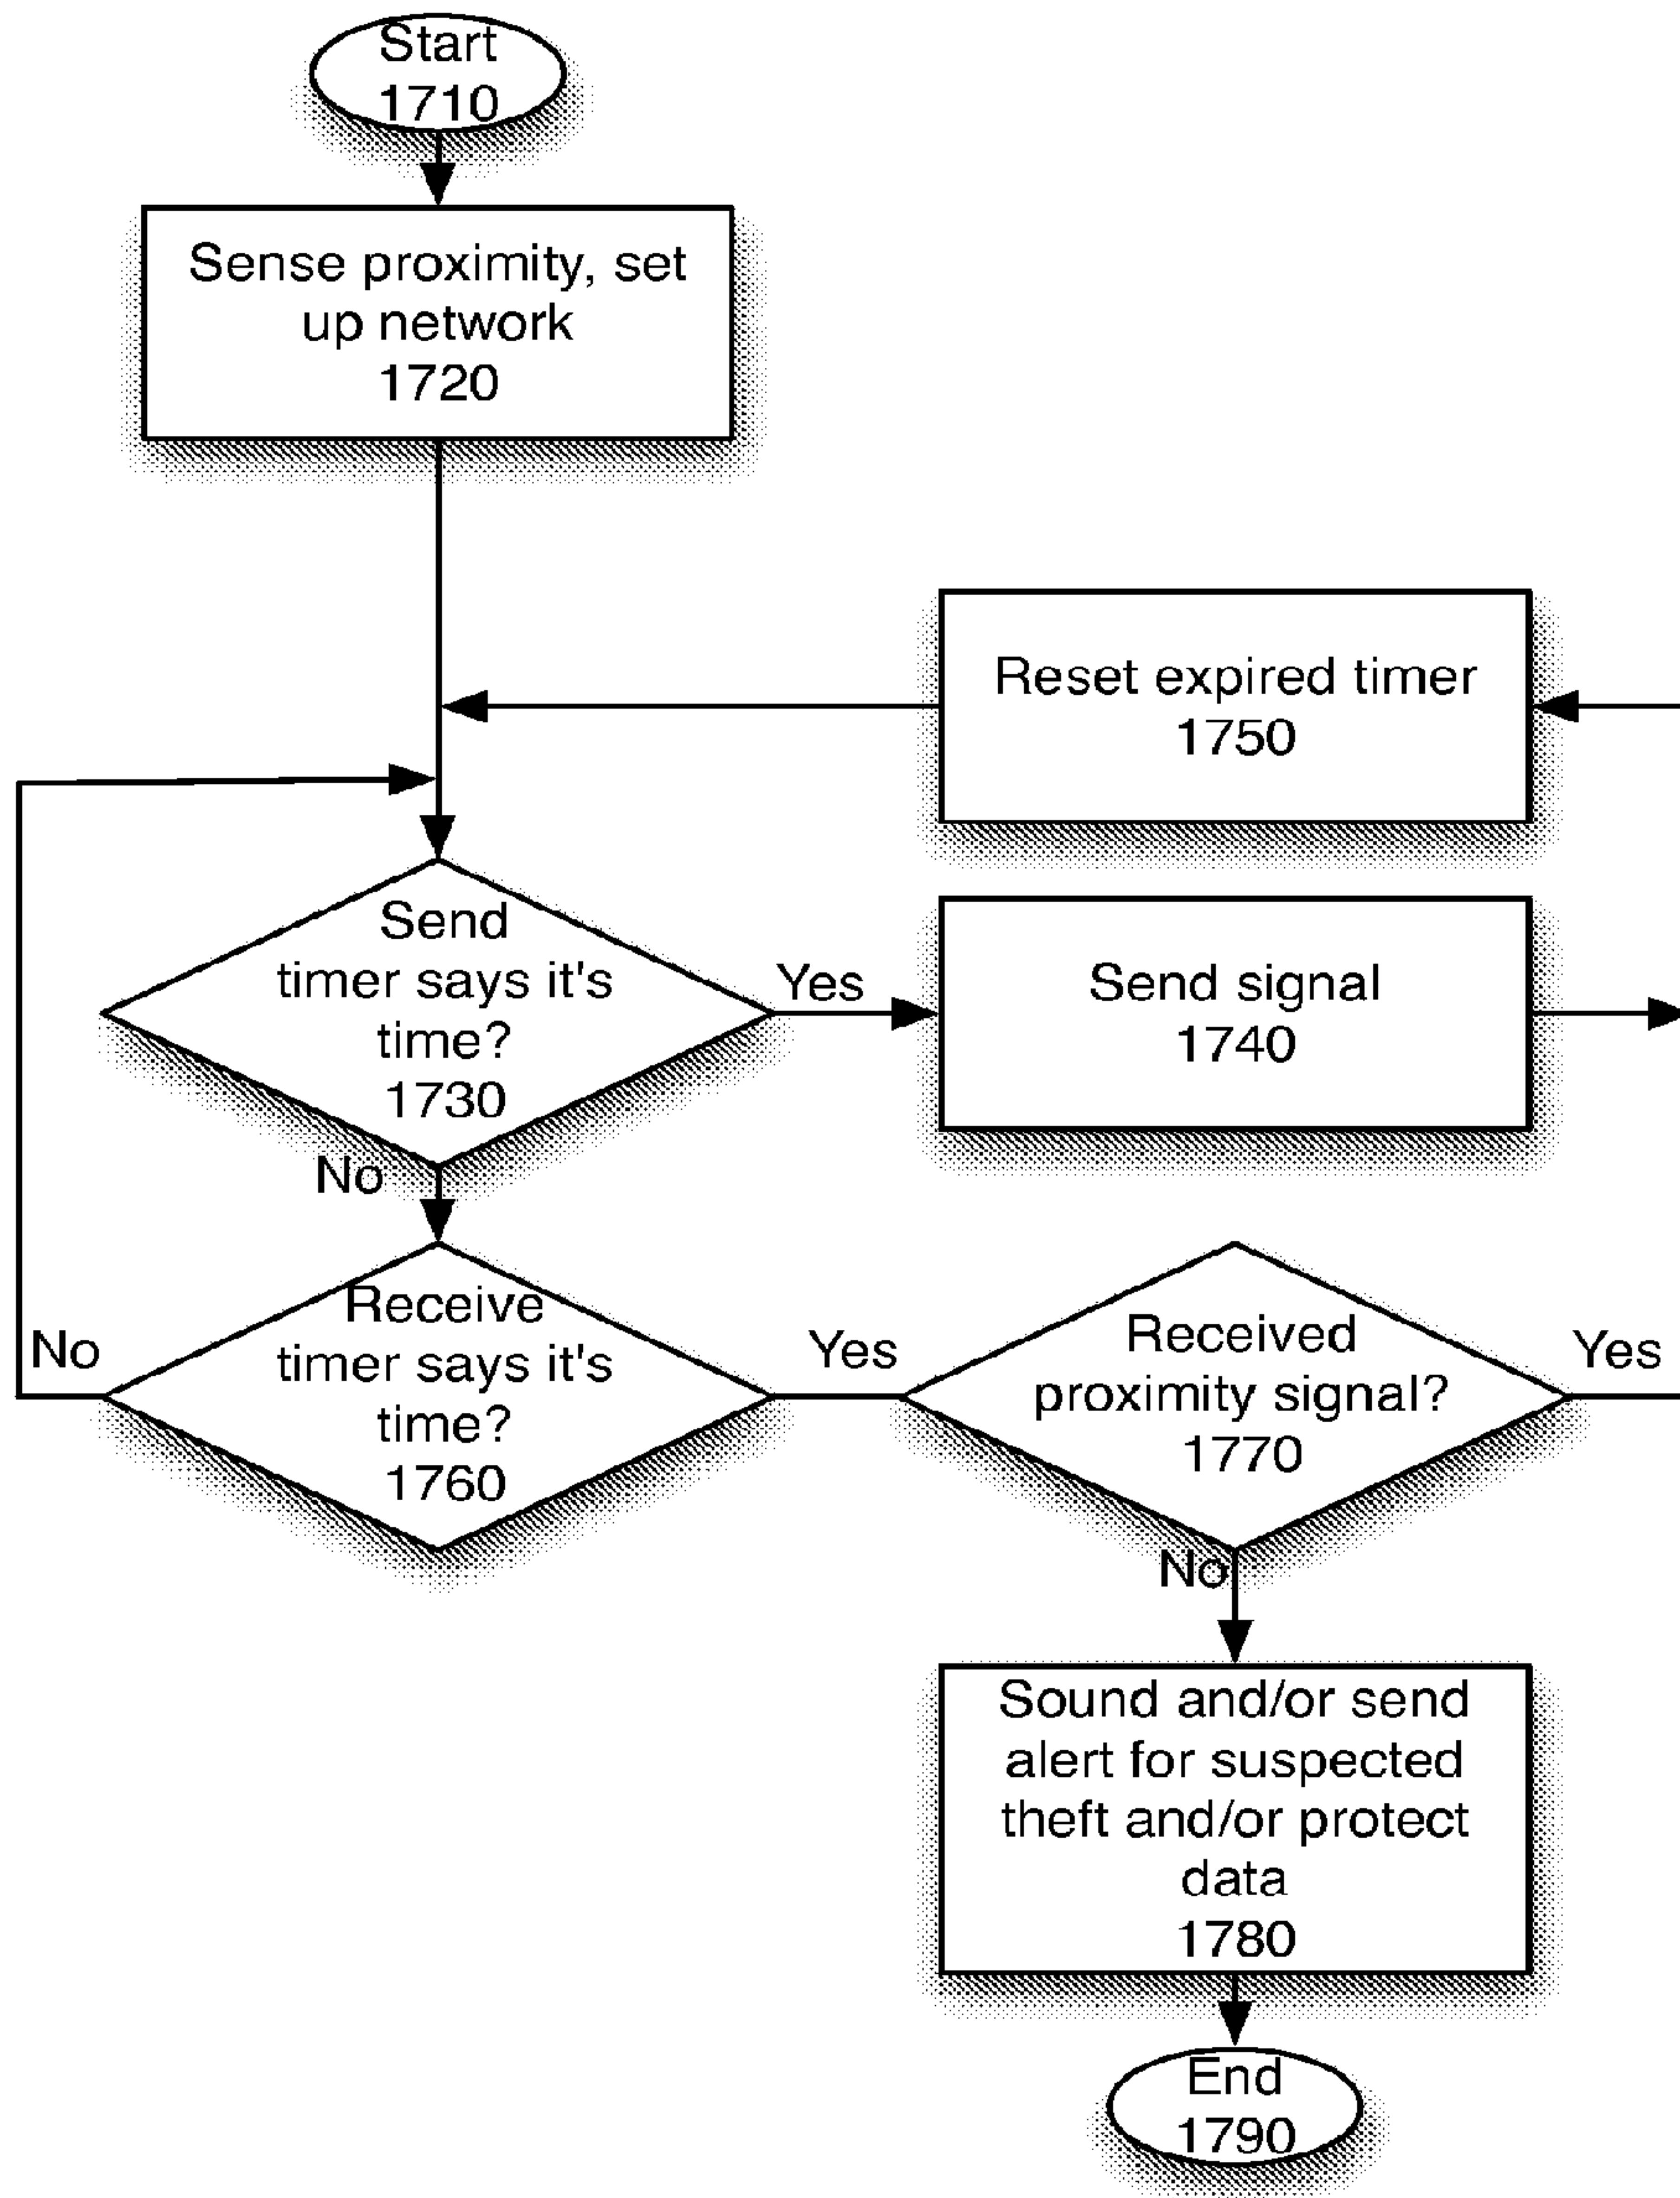 Start
1710
Sense proximity, set
up network
1720
Reset expired timer
1750
Send
timer says it's
time?
1730
Yes
Send signal
1740
No
Receive
timer says it's
time?
1760
No
Yes
Received
proximity signal?
1770
Yes
No
Sound and/or send
alert for suspected
theft and/or protect
data
1780
End
1790